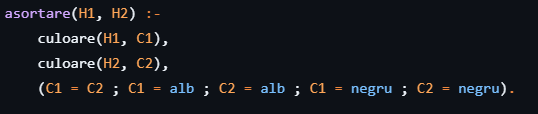 asortare(H1, H2) :-
    culoare(H1, C1),
    culoare(H2, C2),
    (C1 = C2 ; C1 = alb ; C2 = alb ; C1 = negru ; C2 = negru).